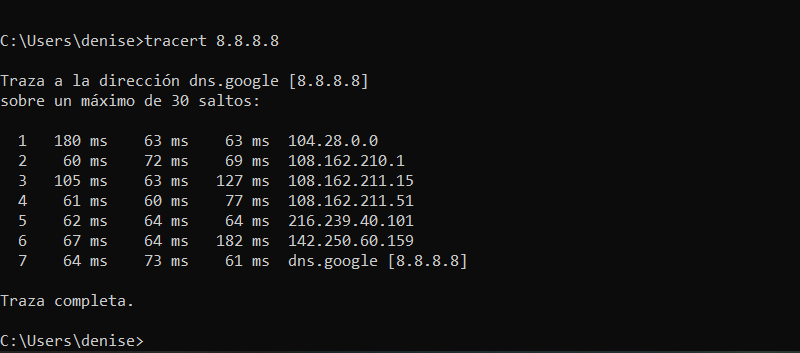 C:\Users\denise>tracert 8.8.8.8
Traza a la dirección dns.google [8.8.8.8]
sobre un máximo de 30 saltos:
1 180 ms 63 ms 63 ms 104.28.0.0
2 60 ms 72 ms 69 ms 108.162.210.1
3 105 ms 63 ms 127 ms 108.162.211.15
4 61 ms 60 ms 77 ms 108.162.211.51
5 62 ms 64 ms 64 ms 216.239.40.101
6 67 ms 64 ms 182 ms 142.250.60.159
7 64 ms 73 ms 61 ms dns.google [8.8.8.8]
Traza completa.
C:\Users\denise>